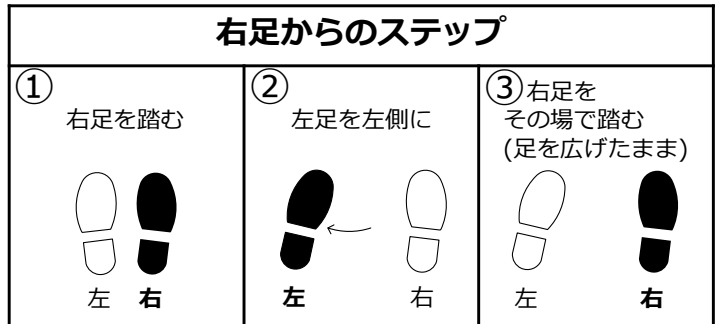 右足からのステップ
①
右足を踏む
左 右
②
左足を左側に
左 右
③右足を
その場で踏む
(足を広げたまま)
左 右